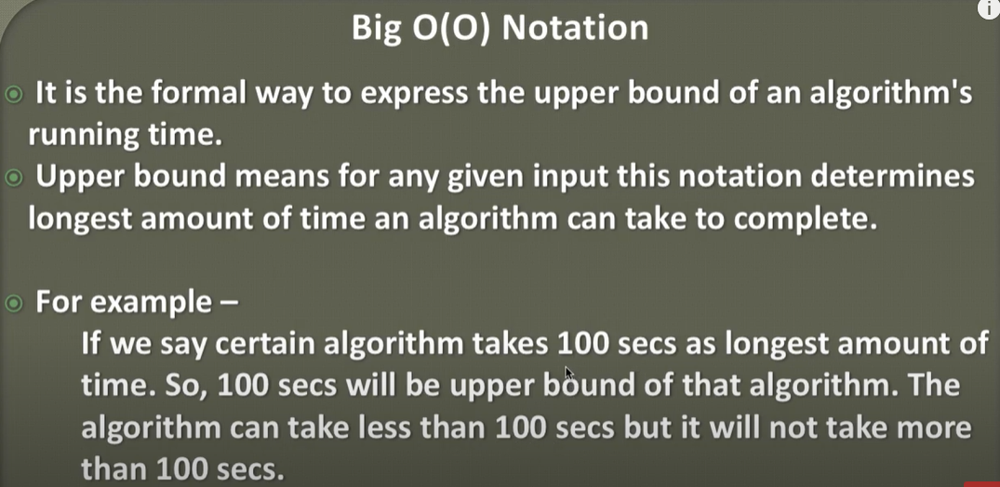 i
Big O(O) Notation
It is the formal way to express the upper bound of an algorithm's
running time.
Upper bound means for any given input this notation determines
longest amount of time an algorithm can take to complete.
For example –
If we say certain algorithm takes 100 secs as longest amount of
time. So, 100 secs will be upper bound of that algorithm. The
algorithm can take less than 100 secs but it will not take more
than 100 secs.